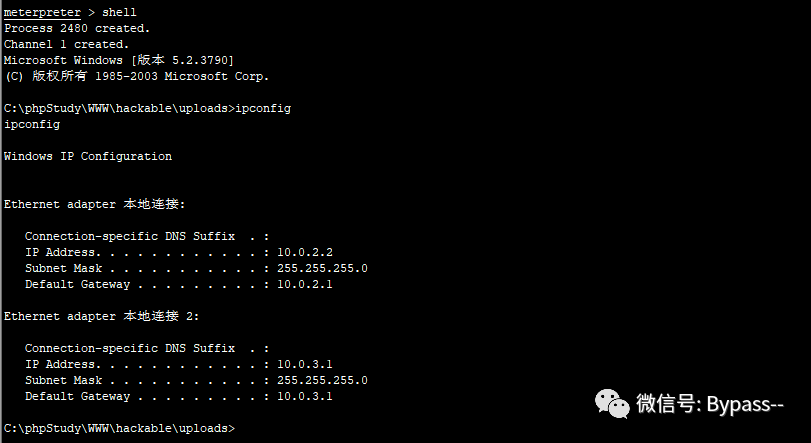 meterpreter > shell
Process 2480 created.
Channel 1 created.
Microsoft Windows [版本 5.2.3790]
(C) 版权所有 1985-2003 Microsoft Corp.
C:\phpStudy\WWW\hackable\uploads>ipconfig
ipconfig
Windows IP Configuration
Ethernet adapter 本地连接:
Connection-specific DNS Suffix . :
IP Address. . . . . . . . . . . . : 10.0.2.2
Subnet Mask . . . . . . . . . . . : 255.255.255.0
Default Gateway . . . . . . . . . : 10.0.2.1
Ethernet adapter 本地连接 2:
Connection-specific DNS Suffix . :
IP Address. . . . . . . . . . . . : 10.0.3.1
Subnet Mask . . . . . . . . . . . : 255.255.255.0
Default Gateway . . . . . . . . . : 10.0.3.1
微信号: Bypass--
C:\phpStudy\WWW\hackable\uploads>